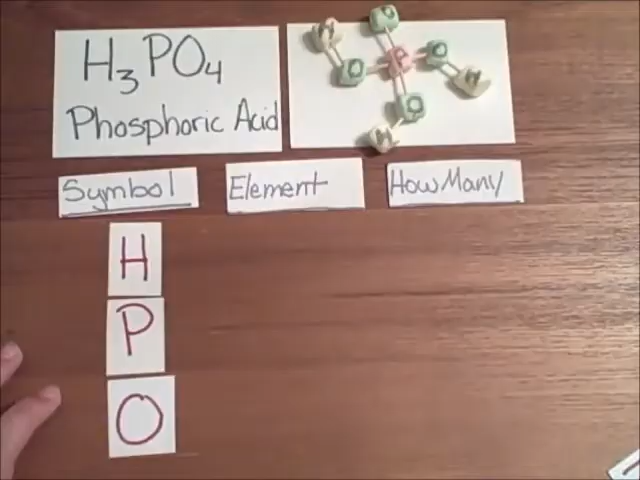 H₃PO₄
Phosphoric Acid
H O O P O H O H
Symbol Element How Many
H
P
O